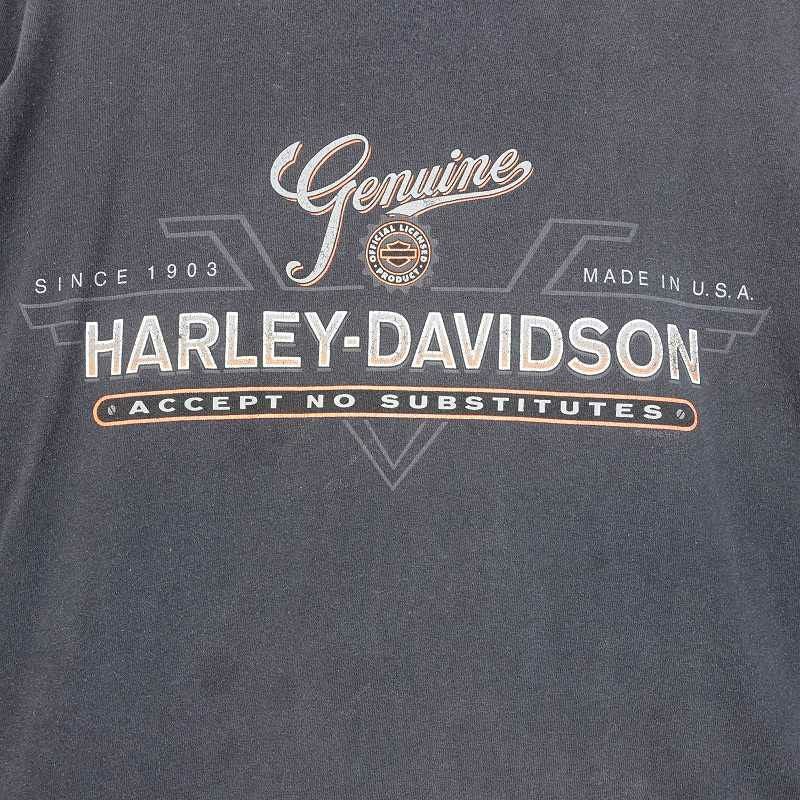 Genuine
OFFICIAL LICENSED
PRODUCT
SINCE 1903
MADE IN U.S.A.
HARLEY-DAVIDSON
ACCEPT NO SUBSTITUTES